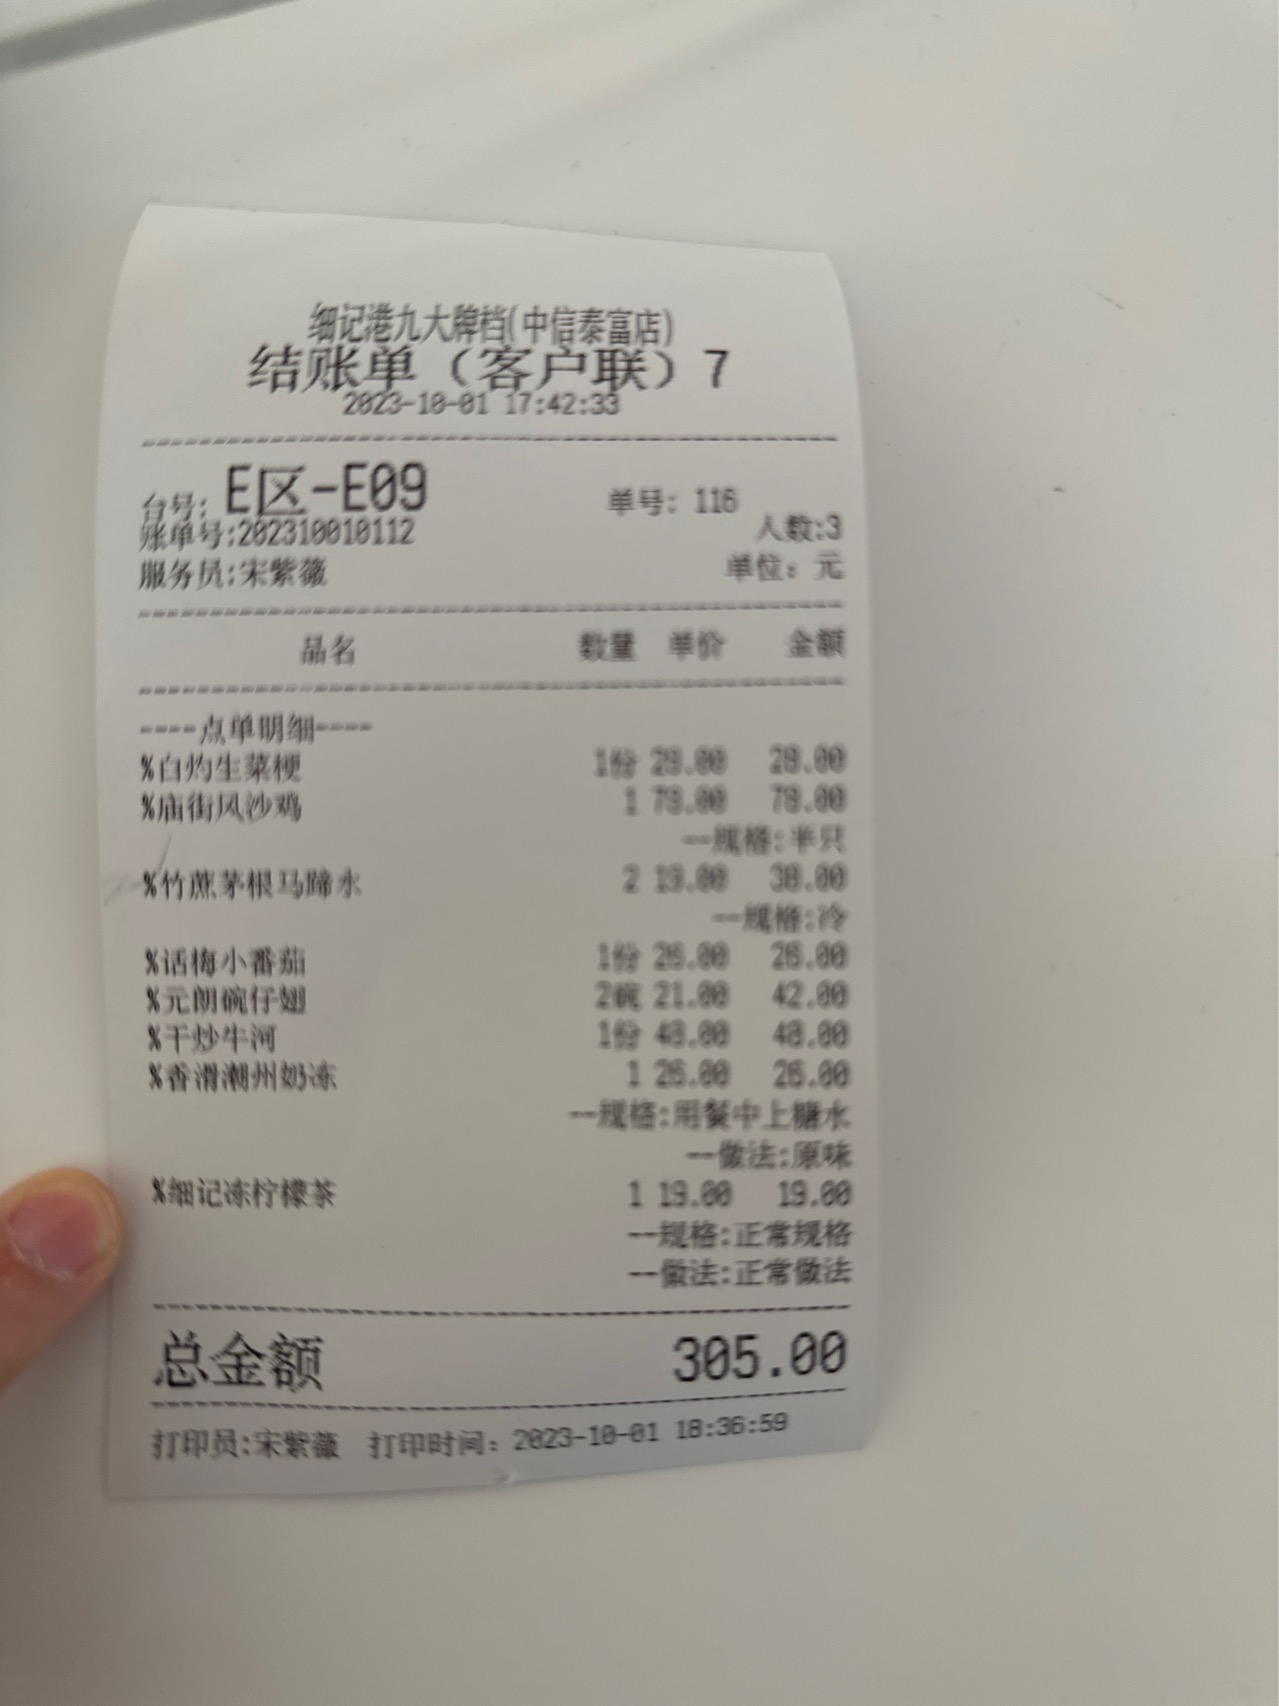 细记港九大牌档(中信泰富店)
结账单（客户联）7
2023-10-01 17:42:33
台号: E区-E09 单号: 116
账单号:202310010112 人数:3
服务员:宋紫薇 单位: 元
品名 数量 单价 金额
----点单明细----
%白灼生菜梗 1份 28.00 28.00
%庙街风沙鸡 1 78.00 78.00
--规格:半只
%竹蔗茅根马蹄水 2 19.00 38.00
--规格:冷
%话梅小番茄 1份 26.00 26.00
%元朗碗仔翅 2碗 21.00 42.00
%干炒牛河 1份 48.00 48.00
%香滑潮州奶冻 1 26.00 26.00
--规格:用餐中上糖水
--做法:原味
%细记冻柠檬茶 1 19.00 19.00
--规格:正常规格
--做法:正常做法
总金额 305.00
打印员:宋紫薇 打印时间: 2023-10-01 18:36:59